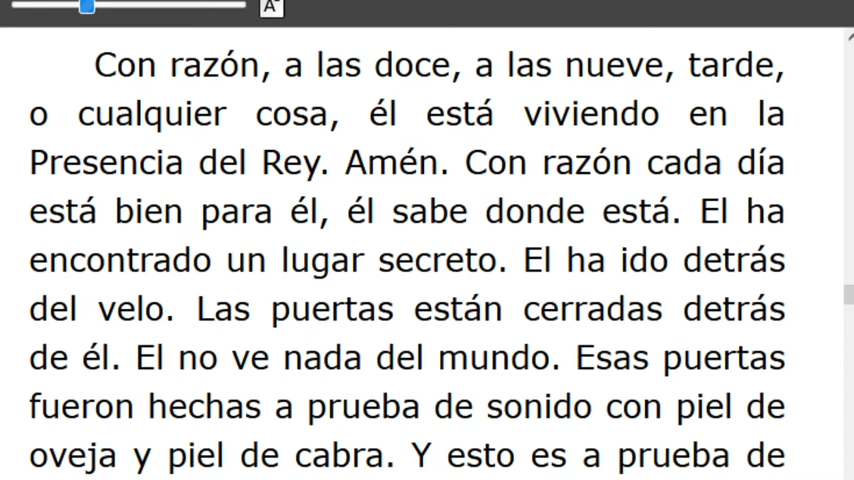 A
Con razón, a las doce, a las nueve, tarde,
o cualquier cosa, él está viviendo en la
Presencia del Rey. Amén. Con razón cada día
está bien para él, él sabe donde está. El ha
encontrado un lugar secreto. El ha ido detrás
del velo. Las puertas están cerradas detrás
de él. El no ve nada del mundo. Esas puertas
fueron hechas a prueba de sonido con piel de
oveja y piel de cabra. Y esto es a prueba de